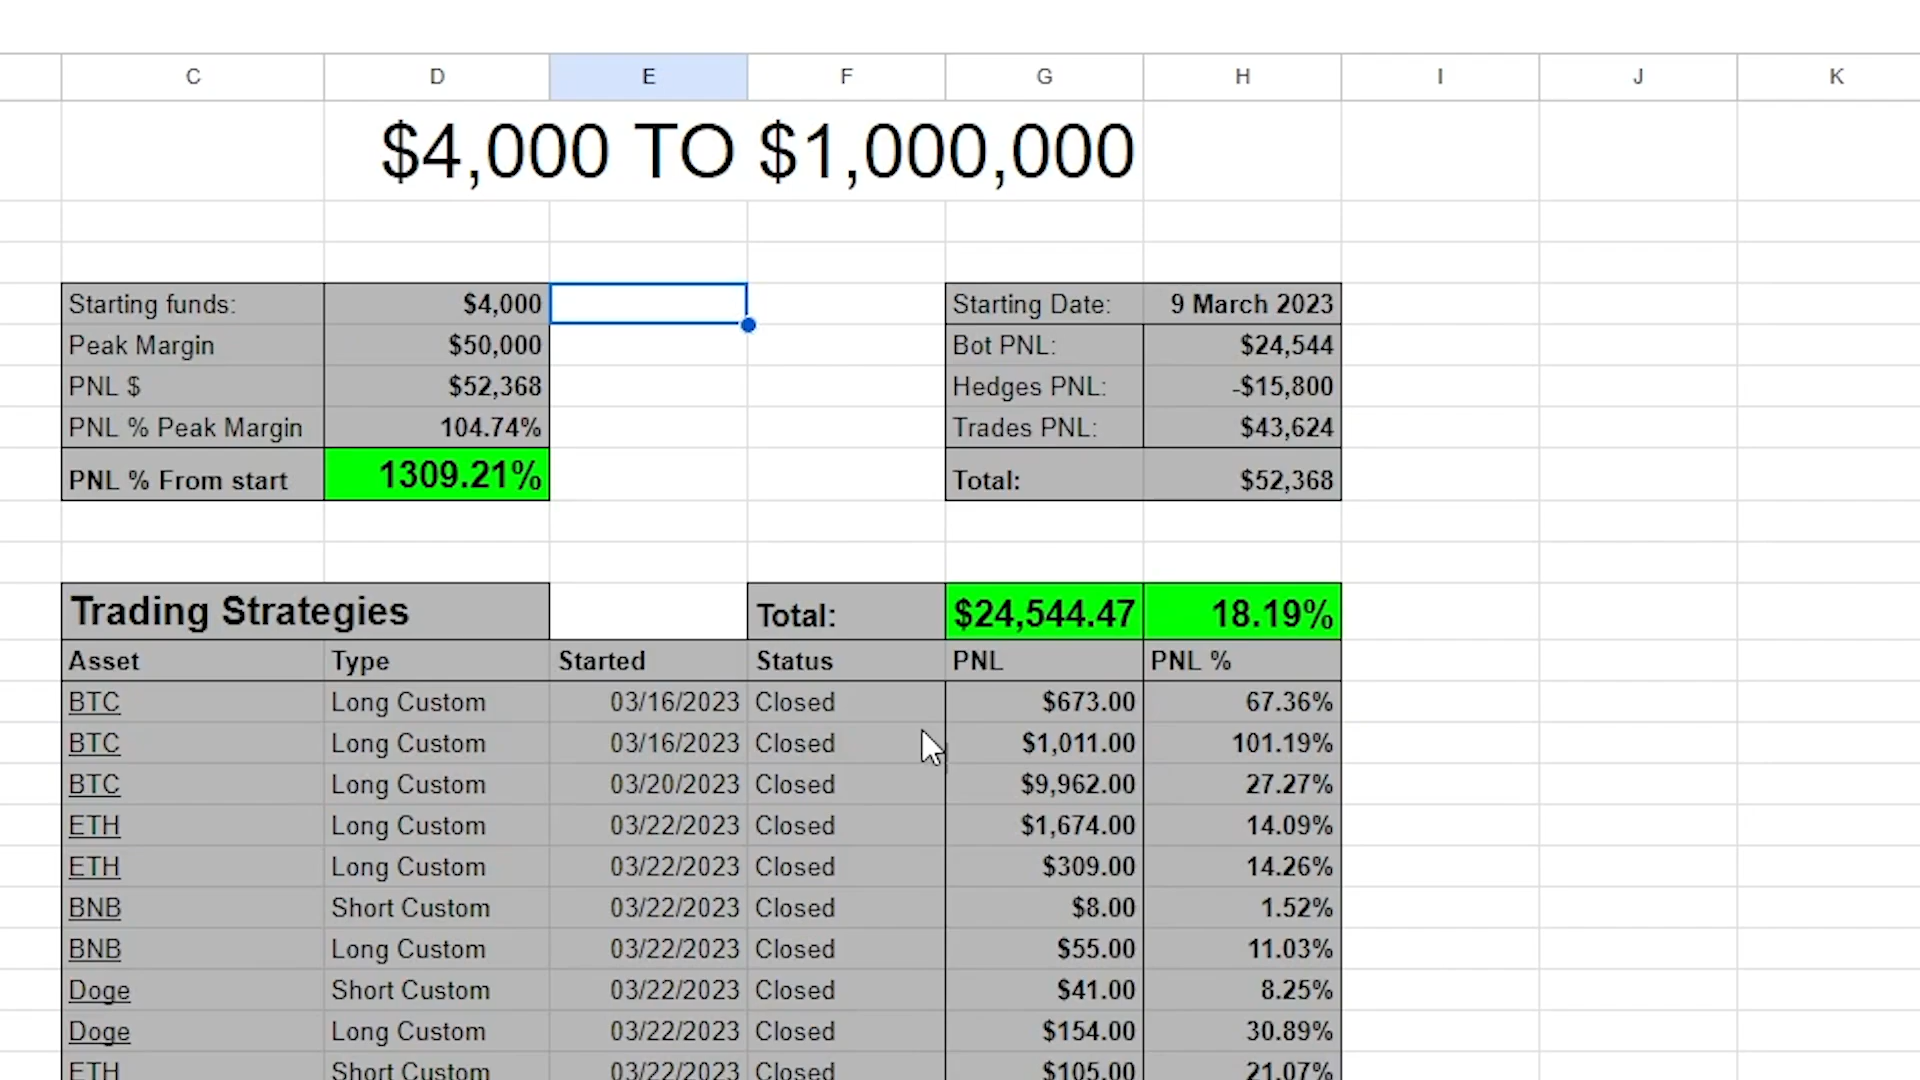 C D E F G H I J K
$4,000 TO $1,000,000
Starting funds: $4,000 Starting Date: 9 March 2023
Peak Margin $50,000 Bot PNL: $24,544
PNL $ $52,368 Hedges PNL: -$15,800
PNL % Peak Margin 104.74% Trades PNL: $43,624
PNL % From start 1309.21% Total: $52,368
Trading Strategies Total: $24,544.47 18.19%
Asset Type Started Status PNL PNL %
BTC Long Custom 03/16/2023 Closed $673.00 67.36%
BTC Long Custom 03/16/2023 Closed $1,011.00 101.19%
BTC Long Custom 03/20/2023 Closed $9,962.00 27.27%
ETH Long Custom 03/22/2023 Closed $1,674.00 14.09%
ETH Long Custom 03/22/2023 Closed $309.00 14.26%
BNB Short Custom 03/22/2023 Closed $8.00 1.52%
BNB Long Custom 03/22/2023 Closed $55.00 11.03%
Doge Short Custom 03/22/2023 Closed $41.00 8.25%
Doge Long Custom 03/22/2023 Closed $154.00 30.89%
ETH Short Custom 03/22/2023 Closed $105.00 21.07%